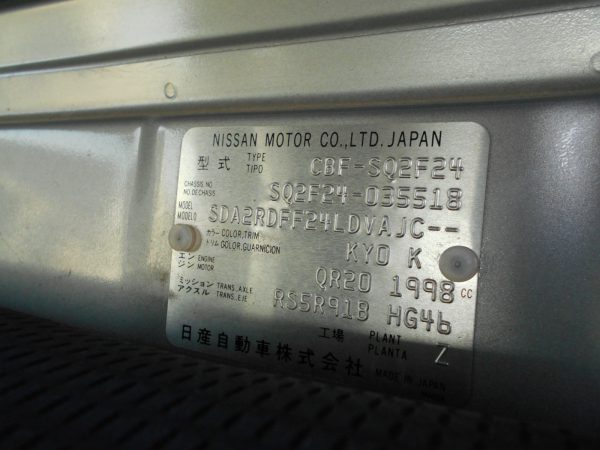 NISSAN MOTOR CO.,LTD. JAPAN
型式 TYPE TIPO CBF-SQ2F24
CHASSIS NO. NO DE CHASIS SQ2F24-035518
MODEL MODELO SDA2RDFF24LDVAJC--
カラー COLOR, TRIM
トリム COLOR, GUARNICION KY0 K
エンジン ENGINE MOTOR QR20 1998 cc
ミッション TRANS. AXLE
アクスル TRANS. EJE RS5R91B HG46
工場 PLANT PLANTA Z
日産自動車株式会社 MADE IN JAPAN